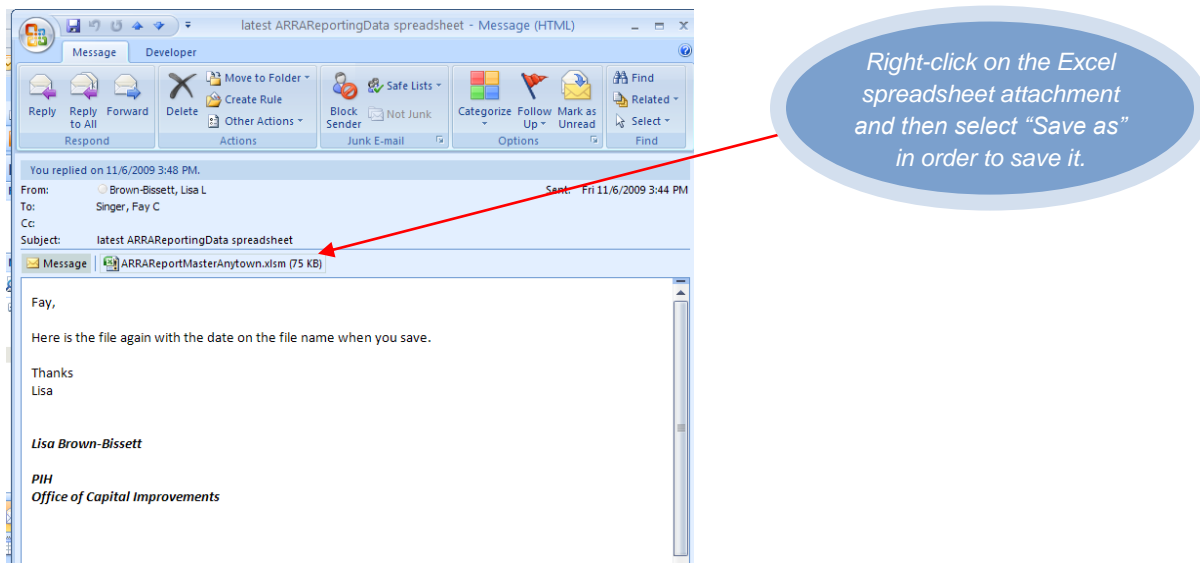 latest ARRAReportingData spreadsheet - Message (HTML)
Message Developer
Reply
Reply to All
Forward
Delete
Move to Folder
Create Rule
Other Actions
Block Sender
Safe Lists
Not Junk
Categorize
Follow Up
Mark as Unread
Find
Related
Select
Respond Actions Junk E-mail Options Find
You replied on 11/6/2009 3:48 PM.
From: Brown-Bissett, Lisa L Sent: Fri 11/6/2009 3:44 PM
To: Singer, Fay C
Cc:
Subject: latest ARRAReportingData spreadsheet
Message ARRAReportMasterAnytown.xlsm (75 KB)
Fay,
Here is the file again with the date on the file name when you save.
Thanks
Lisa
Lisa Brown-Bissett
PIH
Office of Capital Improvements
Right-click on the Excel
spreadsheet attachment
and then select “Save as”
in order to save it.